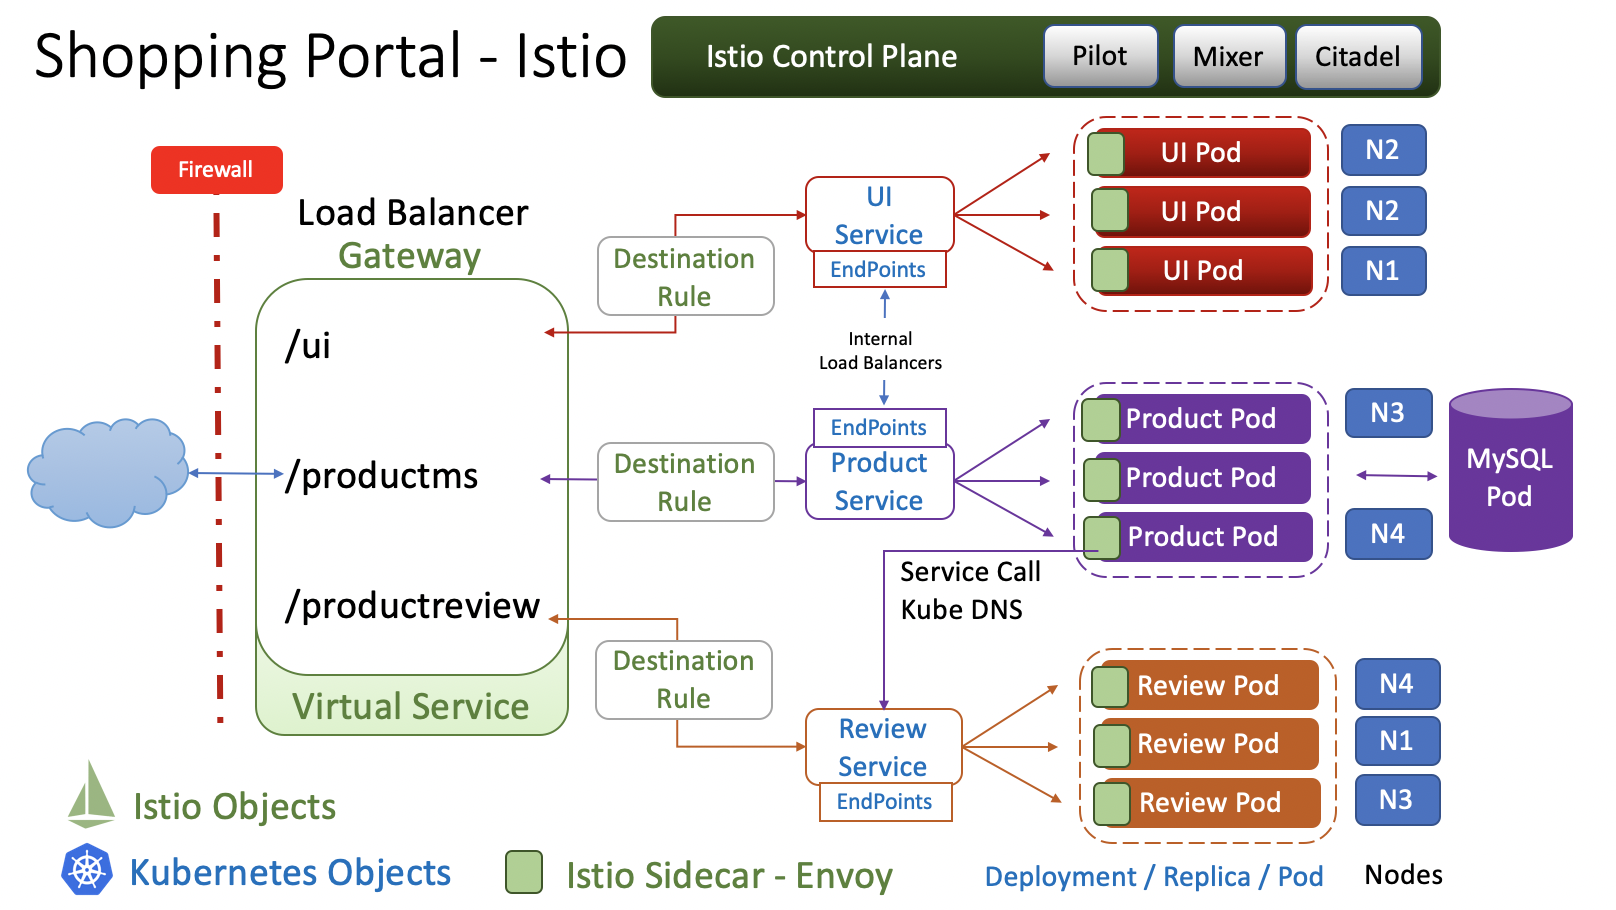 Shopping Portal - Istio
Istio Control Plane
Pilot
Mixer
Citadel
Firewall
Load Balancer
Gateway
/ui
/productms
/productreview
Virtual Service
Destination
Rule
Destination
Rule
Destination
Rule
UI
Service
EndPoints
Internal
Load Balancers
EndPoints
Product
Service
Service Call
Kube DNS
Review
Service
EndPoints
UI Pod
N2
UI Pod
N2
UI Pod
N1
Product Pod
N3
Product Pod
Product Pod
N4
MySQL
Pod
Review Pod
N4
Review Pod
N1
Review Pod
N3
Istio Objects
Kubernetes Objects
Istio Sidecar - Envoy
Deployment / Replica / Pod
Nodes